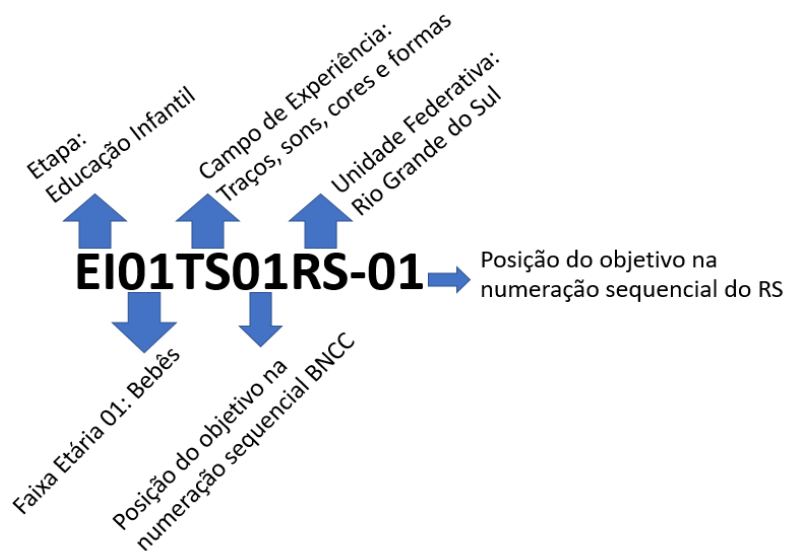 Etapa:
Educação Infantil
Campo de Experiência:
Traços, sons, cores e formas
Unidade Federativa:
Rio Grande do Sul
EI01TS01RS-01
Posição do objetivo na
numeração sequencial do RS
Faixa Etária 01: Bebês
Posição do objetivo na
numeração sequencial BNCC